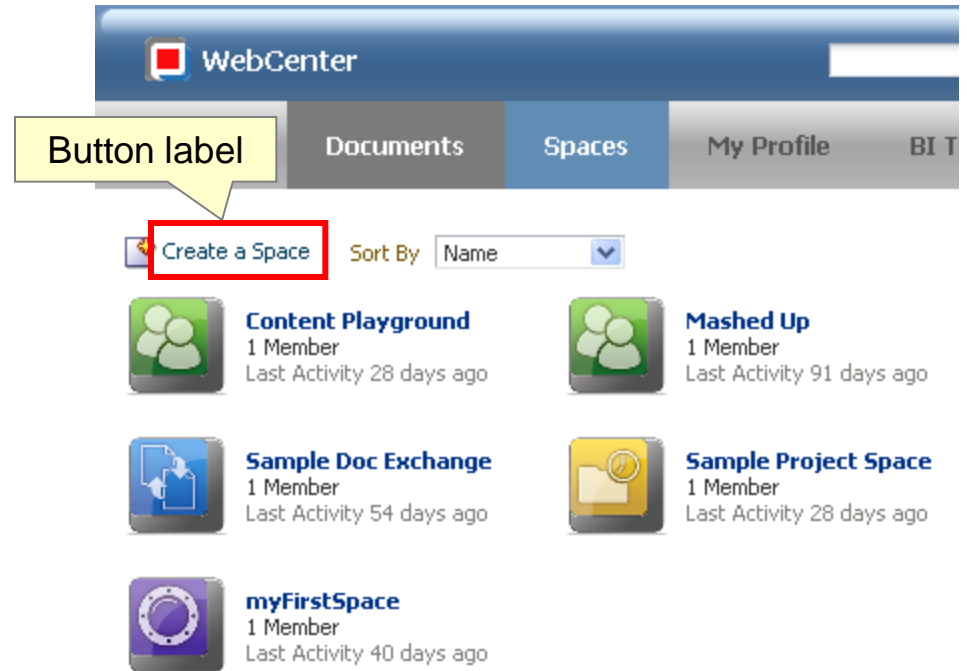 WebCenter
Button label
Documents
Spaces
My Profile
BI T
Create a Space
Sort By
Name
Content Playground
1 Member
Last Activity 28 days ago
Mashed Up
1 Member
Last Activity 91 days ago
Sample Doc Exchange
1 Member
Last Activity 54 days ago
Sample Project Space
1 Member
Last Activity 28 days ago
myFirstSpace
1 Member
Last Activity 40 days ago